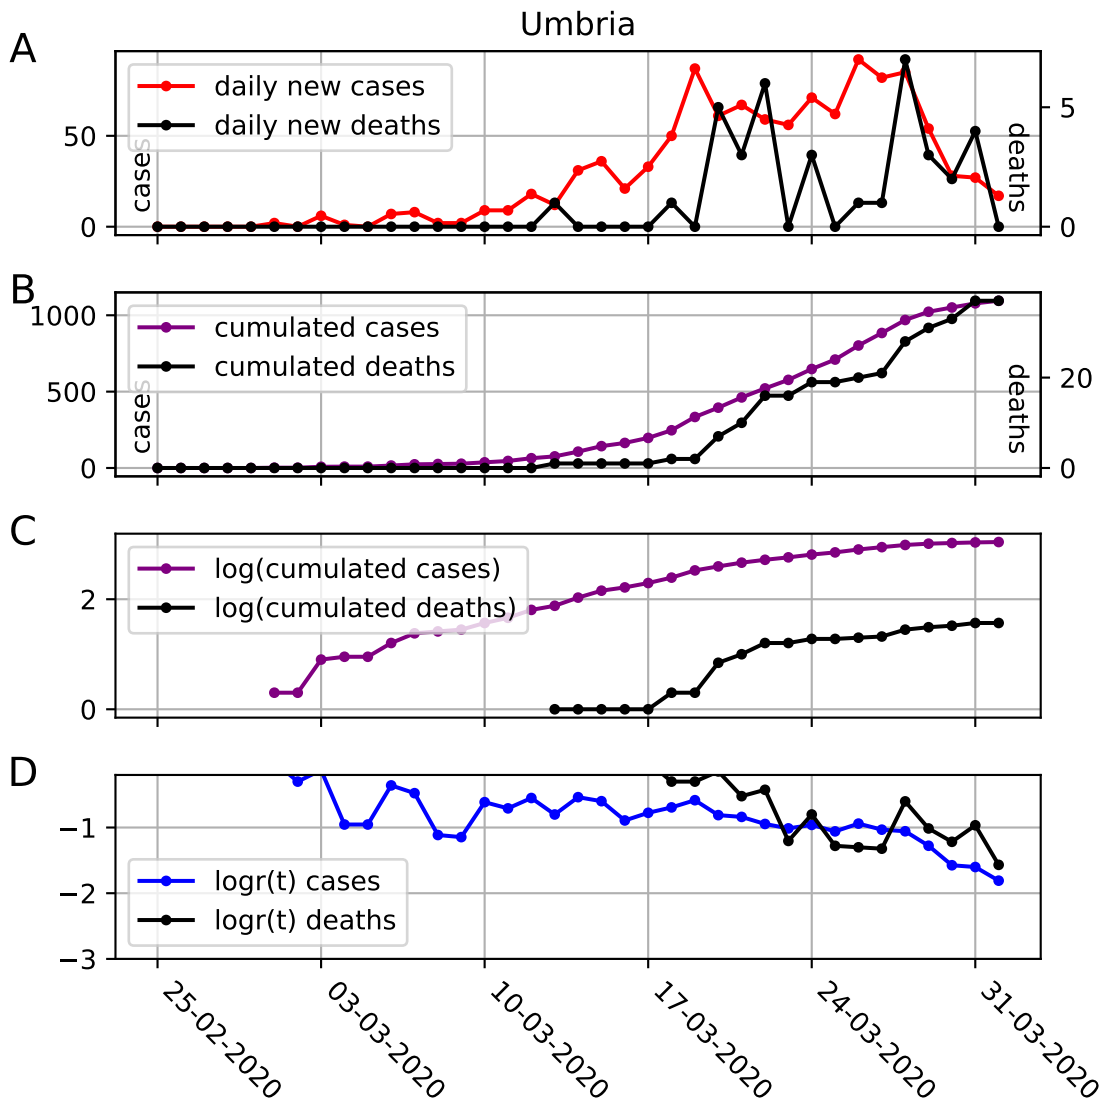 Umbria
A
daily new cases
daily new deaths
50
0
cases
5
0
deaths
B
cumulated cases
cumulated deaths
1000
500
0
cases
20
0
deaths
C
log(cumulated cases)
log(cumulated deaths)
2
0
D
logr(t) cases
logr(t) deaths
−1
−2
−3
25-02-2020
03-03-2020
10-03-2020
17-03-2020
24-03-2020
31-03-2020